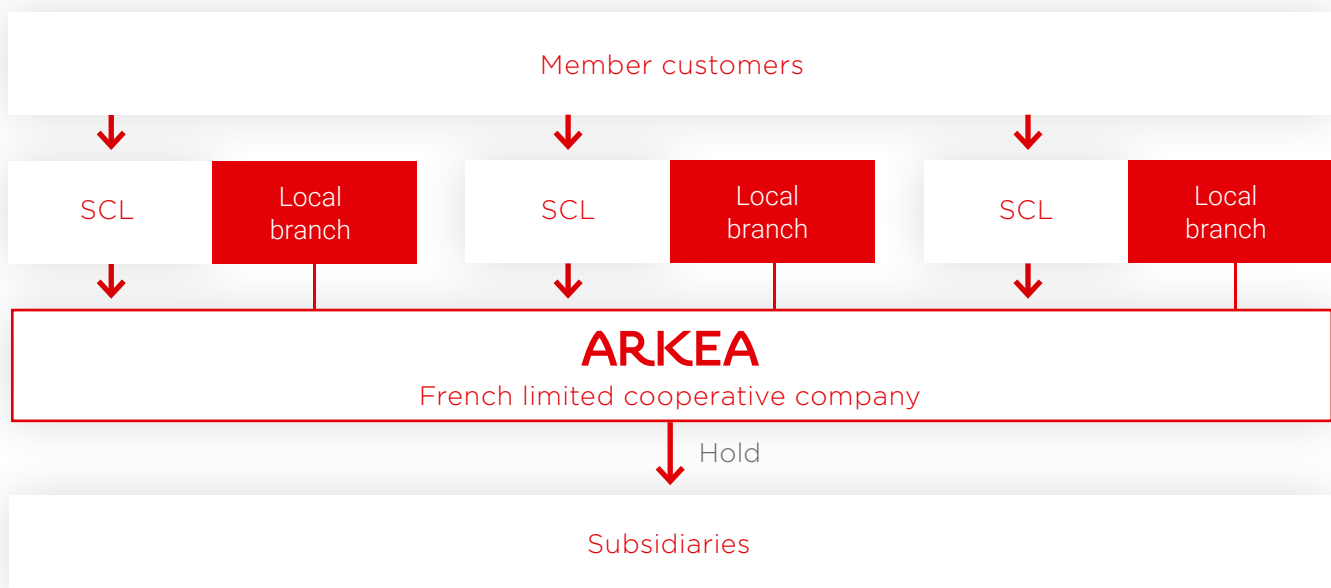 Member customers
SCL
Local
branch
SCL
Local
branch
SCL
Local
branch
ARKEA
French limited cooperative company
Hold
Subsidiaries